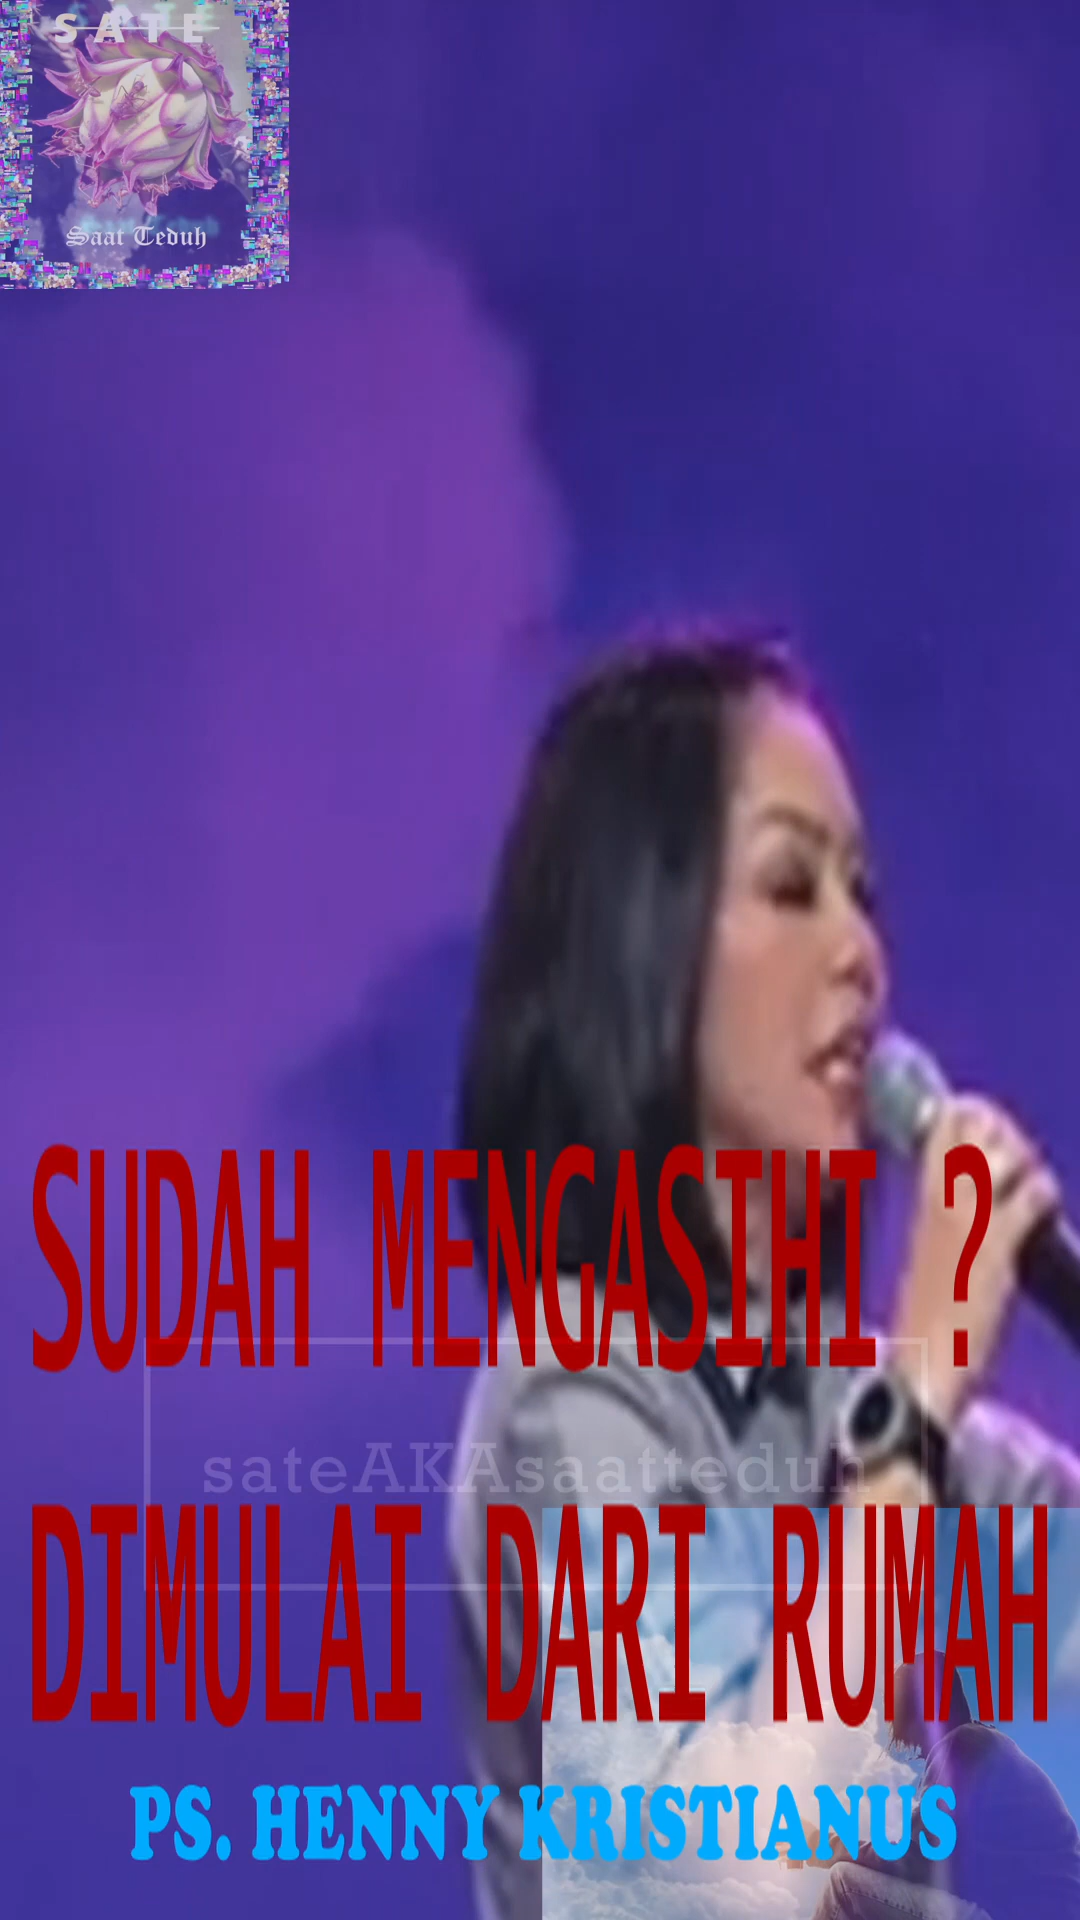 SATE
Saat Teduh
SUDAH MENGASIHI ?
sateAKAsaatteduh
DIMULAI DARI RUMAH
PS. HENNY KRISTIANUS